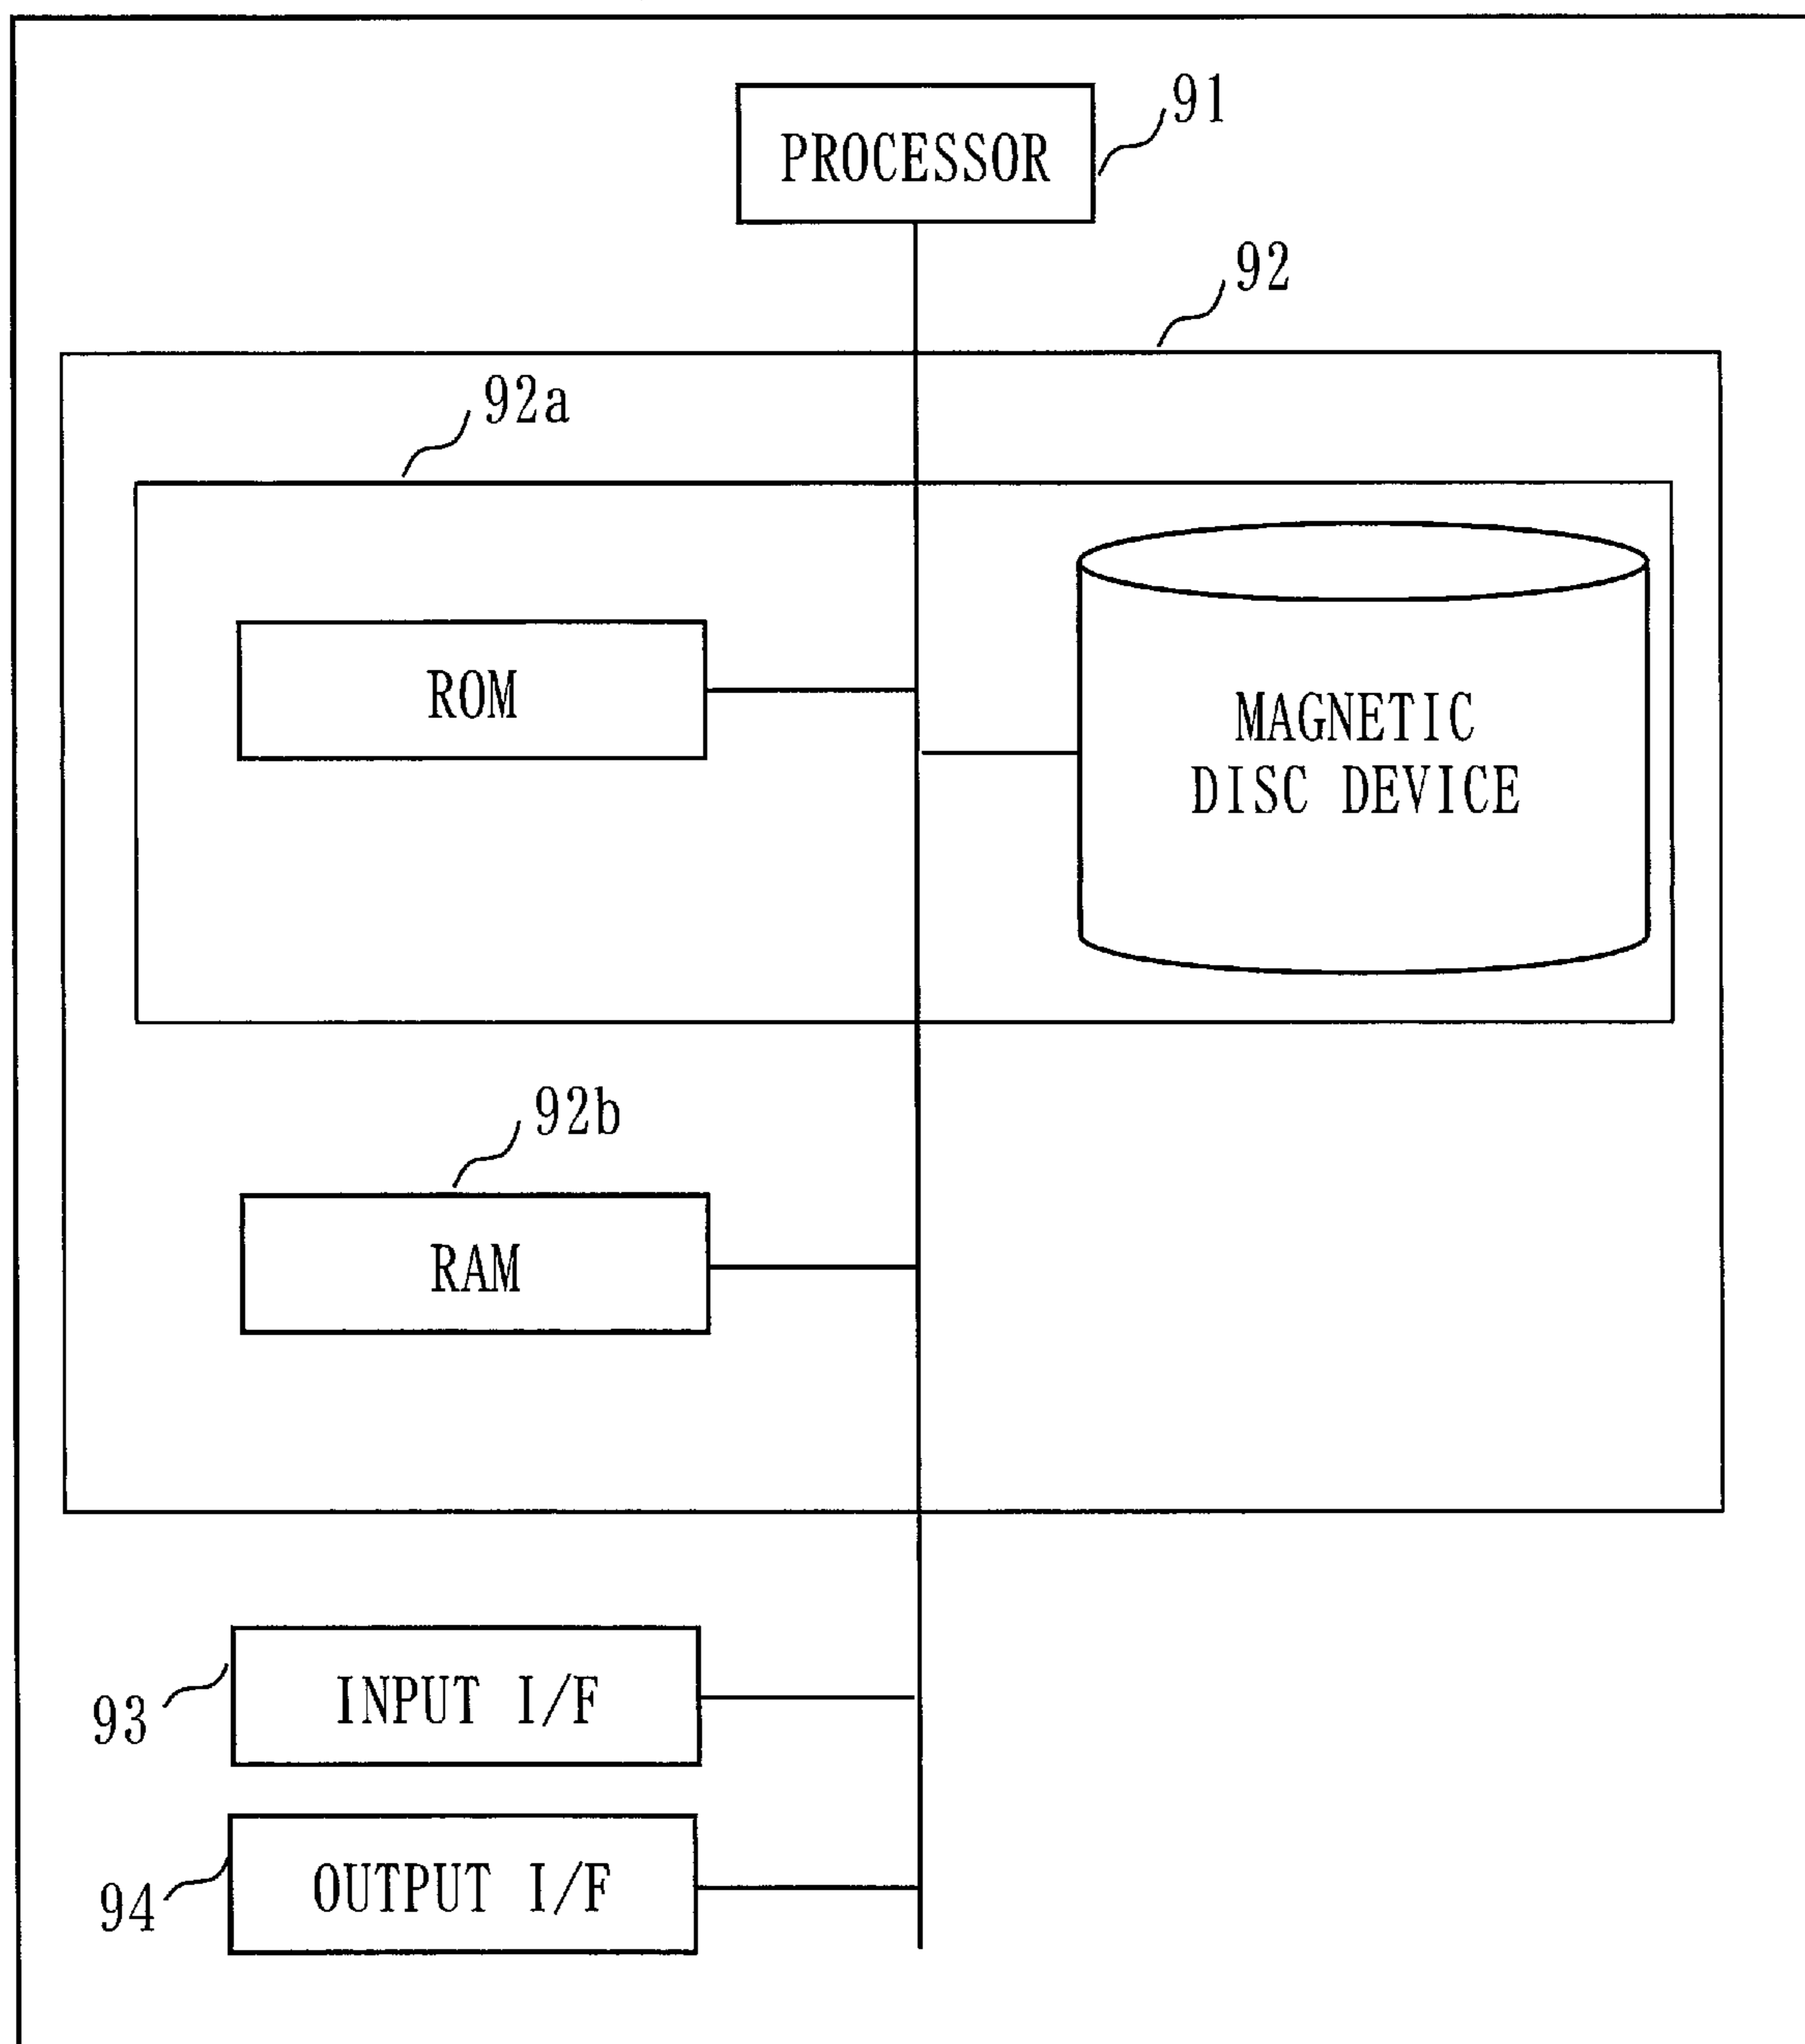 PROCESSOR
91
92
92a
ROM
MAGNETIC
DISC DEVICE
92b
RAM
93
INPUT I/F
94
OUTPUT I/F